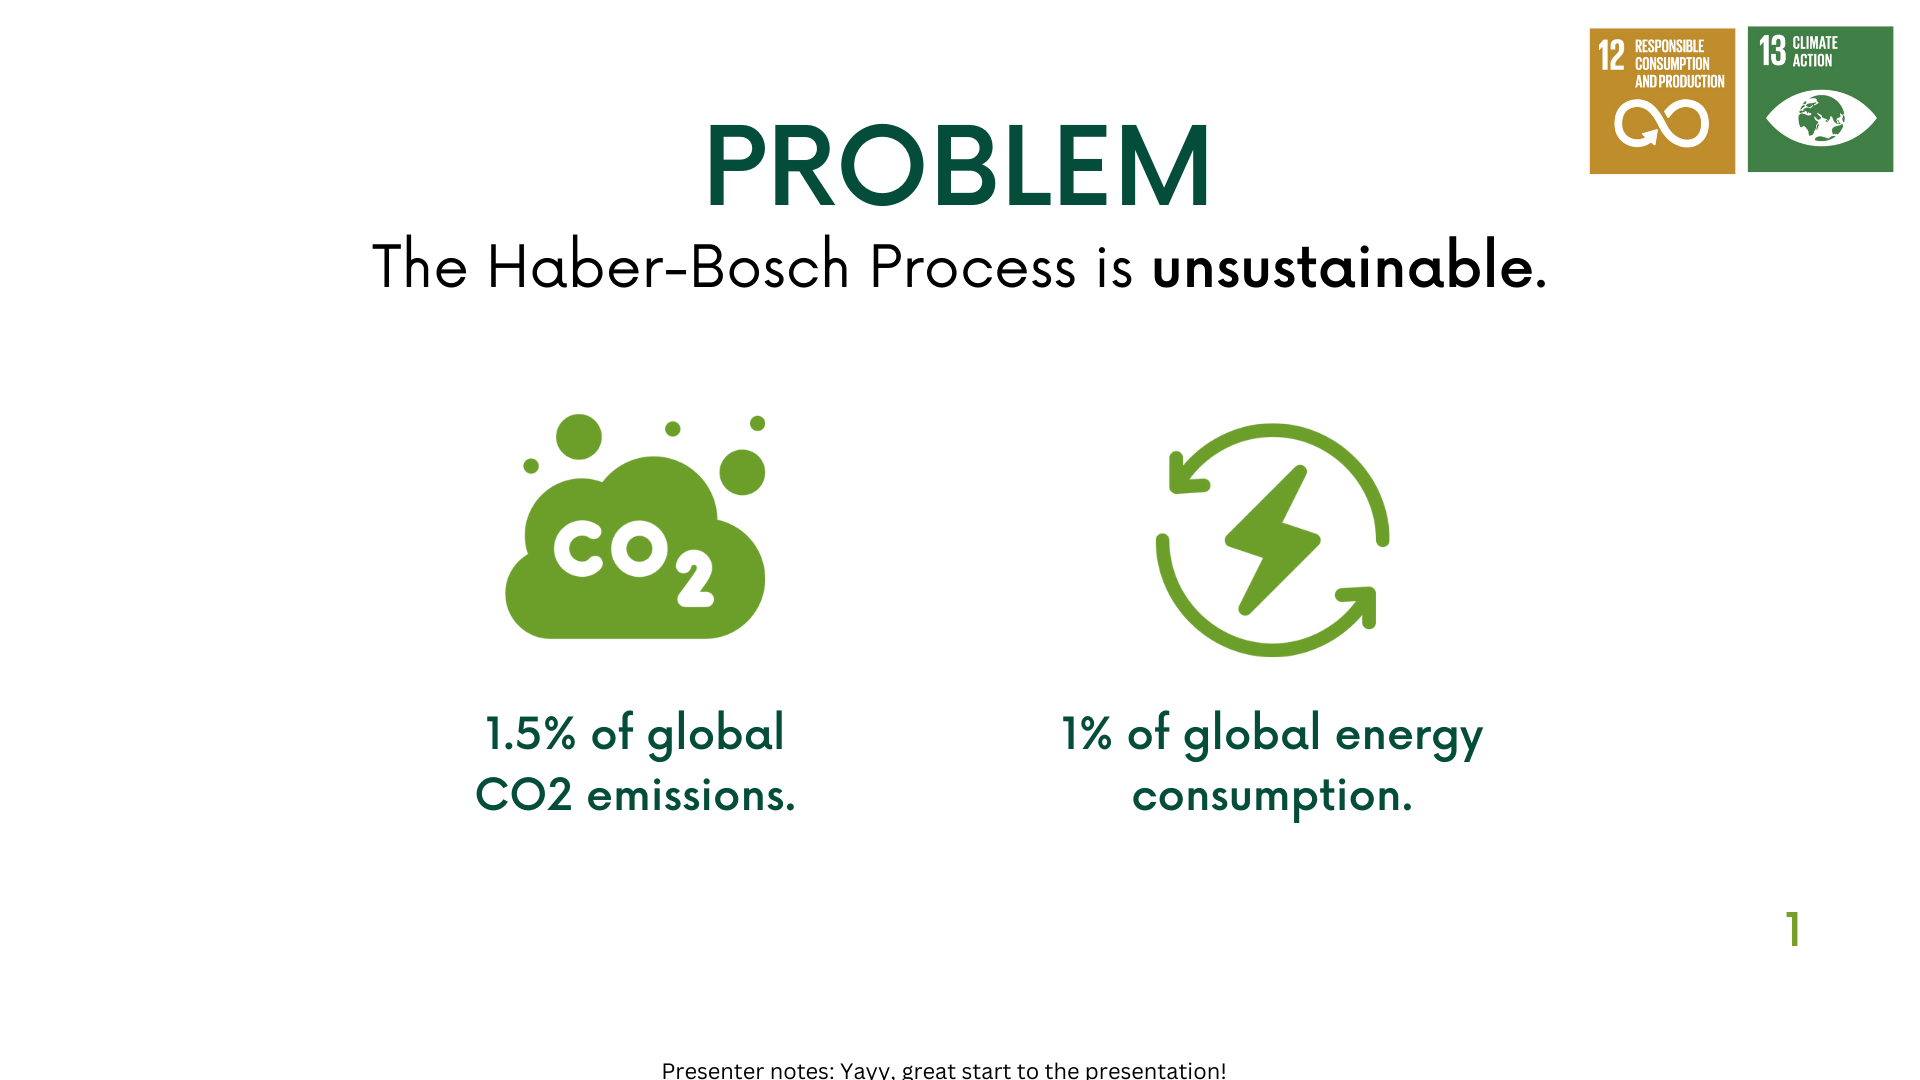 12 RESPONSIBLE
CONSUMPTION
AND PRODUCTION
13 CLIMATE
ACTION
PROBLEM
The Haber-Bosch Process is unsustainable.
CO2
1.5% of global
CO2 emissions.
1% of global energy
consumption.
1
Presenter notes: Yayy, great start to the presentation!